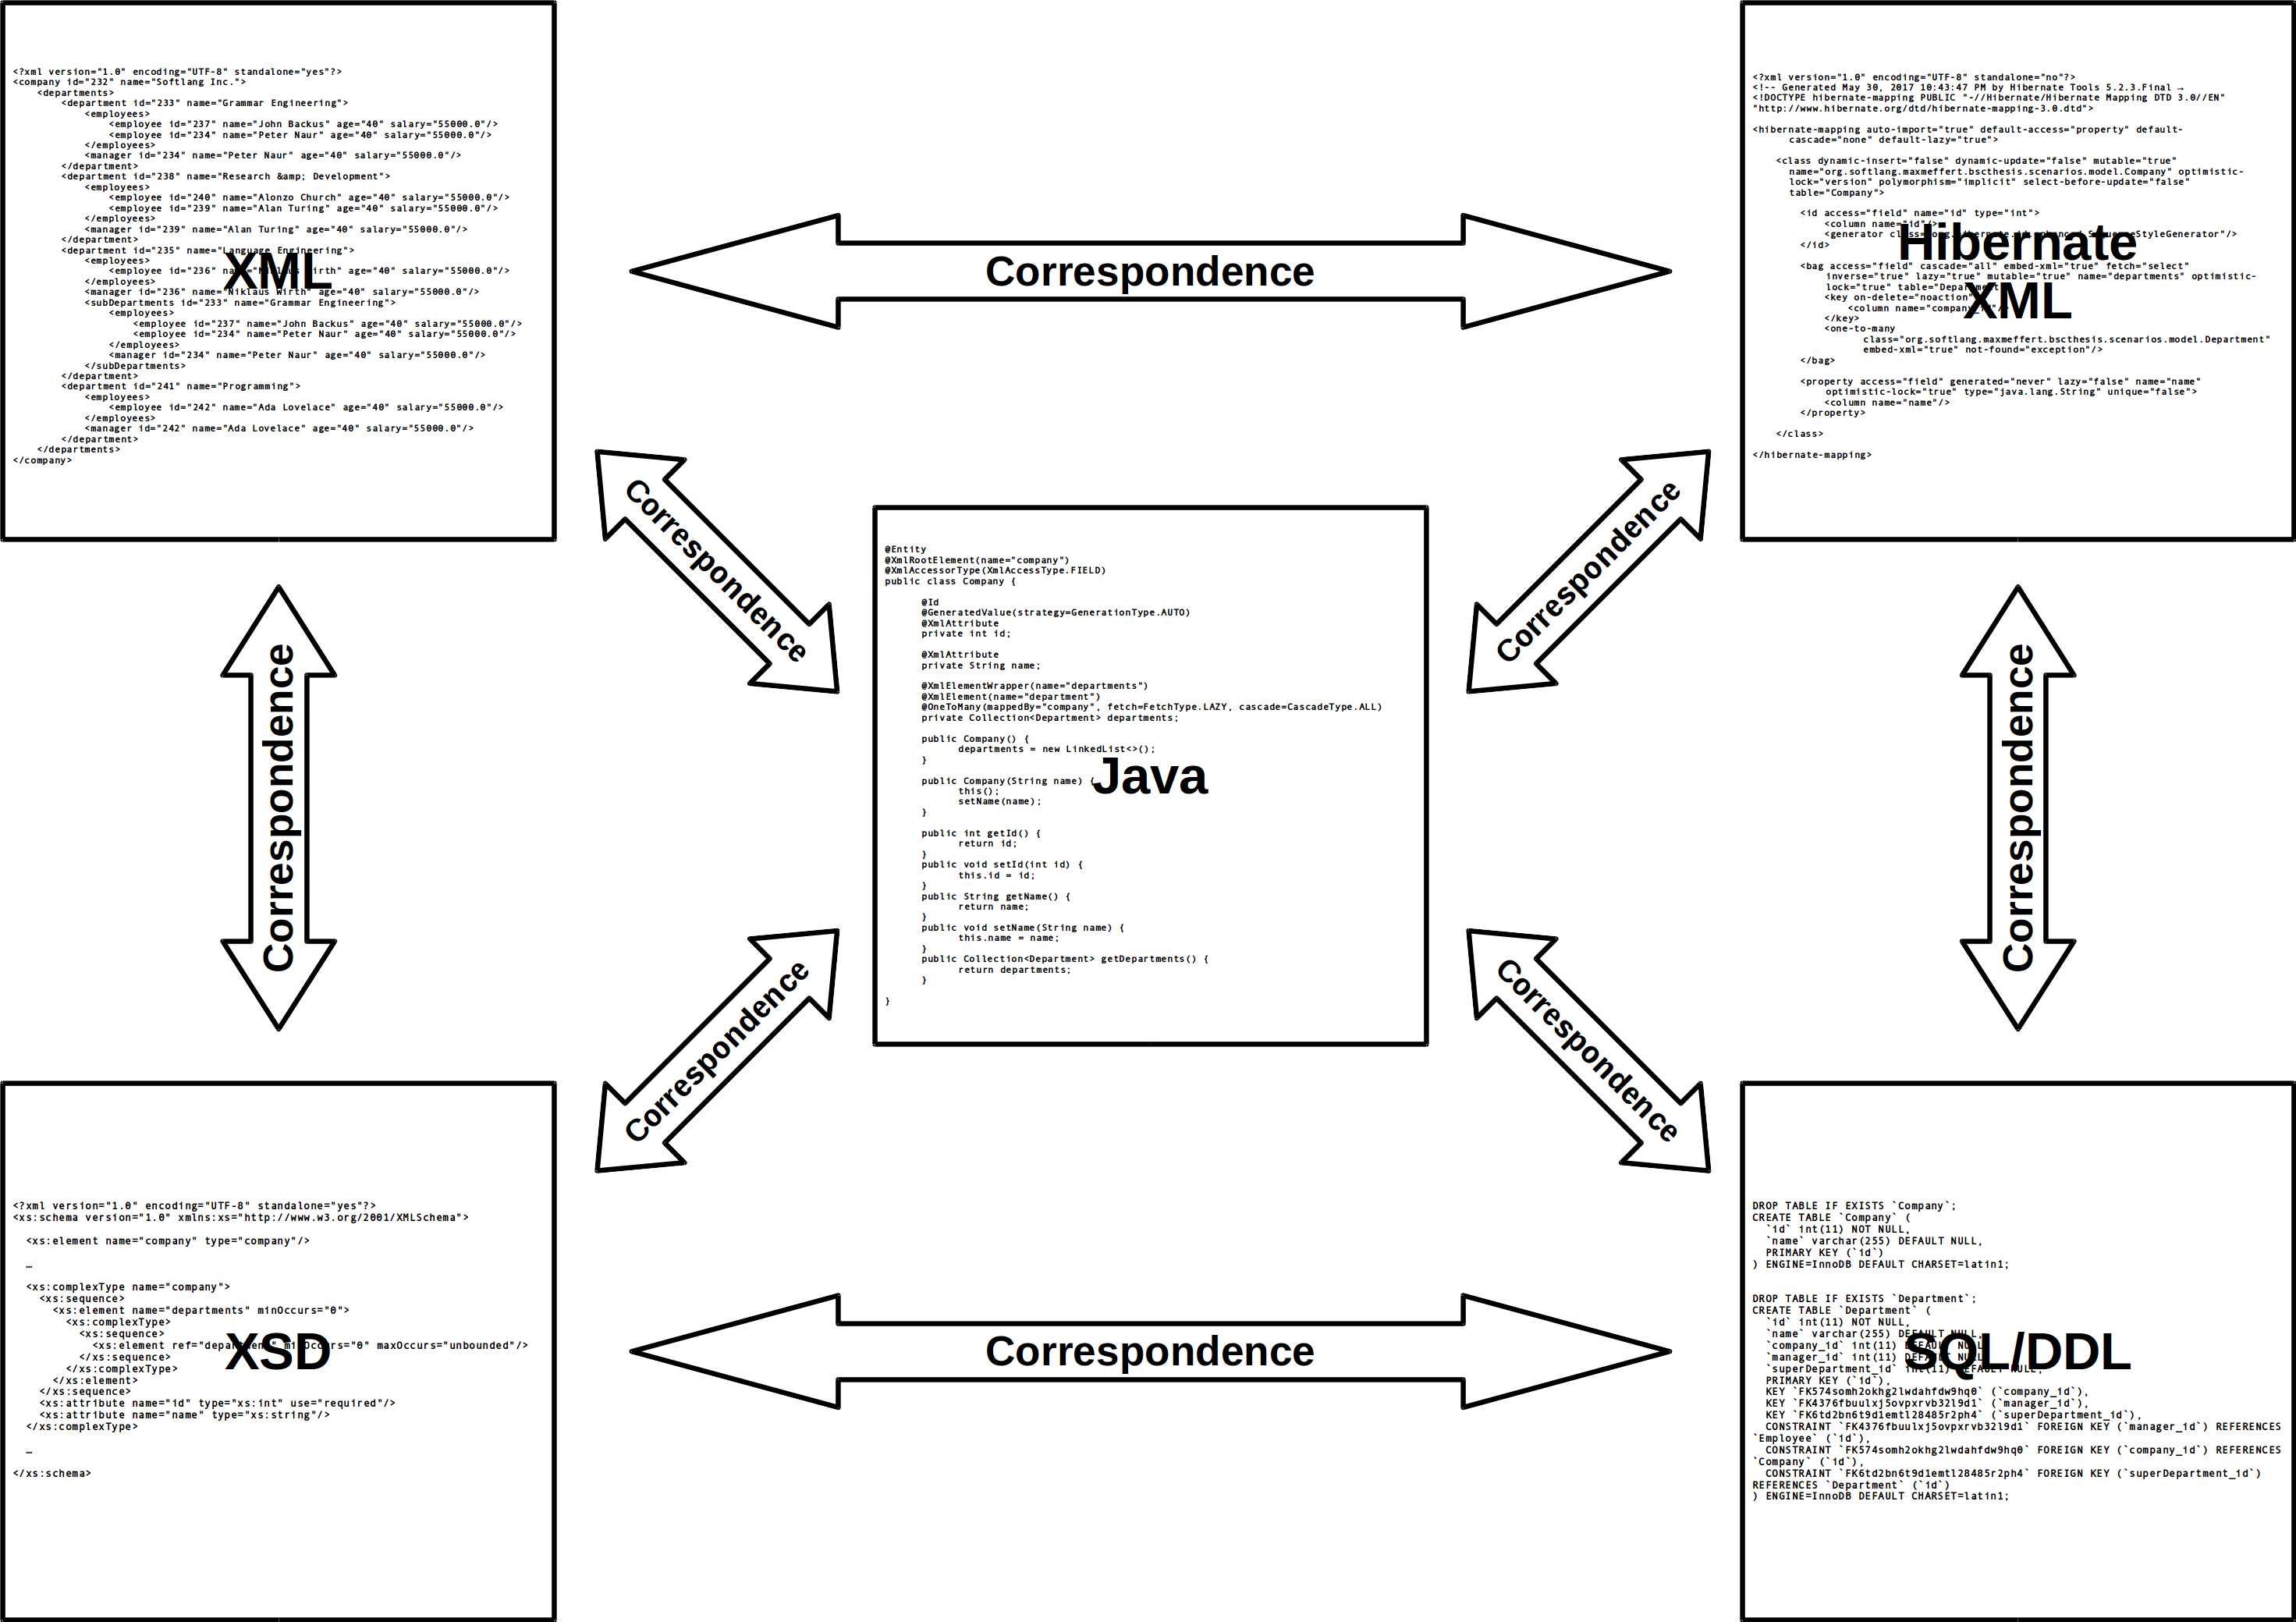 <?xml version="1.0" encoding="UTF-8" standalone="yes"?>
<company id="232" name="Softlang Inc.">
<departments>
<department id="233" name="Grammar Engineering">
<employees>
<employee id="237" name="John Backus" age="40" salary="55000.0"/>
<employee id="234" name="Peter Naur" age="40" salary="55000.0"/>
</employees>
<manager id="234" name="Peter Naur" age="40" salary="55000.0"/>
</department>
<department id="238" name="Research &amp; Development">
<employees>
<employee id="240" name="Alonzo Church" age="40" salary="55000.0"/>
<employee id="239" name="Alan Turing" age="40" salary="55000.0"/>
</employees>
<manager id="239" name="Alan Turing" age="40" salary="55000.0"/>
</department>
<department id="235" name="Language Engineering">
<employees>
<employee id="236" name="Niklaus Wirth" age="40" salary="55000.0"/>
</employees>
<manager id="236" name="Niklaus Wirth" age="40" salary="55000.0"/>
<subDepartments id="233" name="Grammar Engineering">
<employees>
<employee id="237" name="John Backus" age="40" salary="55000.0"/>
<employee id="234" name="Peter Naur" age="40" salary="55000.0"/>
</employees>
<manager id="234" name="Peter Naur" age="40" salary="55000.0"/>
</subDepartments>
</department>
<department id="241" name="Programming">
<employees>
<employee id="242" name="Ada Lovelace" age="40" salary="55000.0"/>
</employees>
<manager id="242" name="Ada Lovelace" age="40" salary="55000.0"/>
</department>
</departments>
</company>
XML
Correspondence
<?xml version="1.0" encoding="UTF-8" standalone="no"?>
<!-- Generated May 30, 2017 10:43:47 PM by Hibernate Tools 5.2.3.Final →
<!DOCTYPE hibernate-mapping PUBLIC "-//Hibernate/Hibernate Mapping DTD 3.0//EN"
"http://www.hibernate.org/dtd/hibernate-mapping-3.0.dtd">
<hibernate-mapping auto-import="true" default-access="property" default-
cascade="none" default-lazy="true">
<class dynamic-insert="false" dynamic-update="false" mutable="true"
name="org.softlang.maxmeffert.bscthesis.scenarios.model.Company" optimistic-
lock="version" polymorphism="implicit" select-before-update="false"
table="Company">
<id access="field" name="id" type="int">
<column name="id"/>
<generator class="org.hibernate.id.enhanced.SequenceStyleGenerator"/>
</id>
<bag access="field" cascade="all" embed-xml="true" fetch="select"
inverse="true" lazy="true" mutable="true" name="departments" optimistic-
lock="true" table="Department">
<key on-delete="noaction">
<column name="company_id"/>
</key>
<one-to-many
class="org.softlang.maxmeffert.bscthesis.scenarios.model.Department"
embed-xml="true" not-found="exception"/>
</bag>
<property access="field" generated="never" lazy="false" name="name"
optimistic-lock="true" type="java.lang.String" unique="false">
<column name="name"/>
</property>
</class>
</hibernate-mapping>
Hibernate
XML
Correspondence
Correspondence
Correspondence
Correspondence
@Entity
@XmlRootElement(name="company")
@XmlAccessorType(XmlAccessType.FIELD)
public class Company {
@Id
@GeneratedValue(strategy=GenerationType.AUTO)
@XmlAttribute
private int id;
@XmlAttribute
private String name;
@XmlElementWrapper(name="departments")
@XmlElement(name="department")
@OneToMany(mappedBy="company", fetch=FetchType.LAZY, cascade=CascadeType.ALL)
private Collection<Department> departments;
public Company() {
departments = new LinkedList<>();
}
public Company(String name) {
this();
setName(name);
}
public int getId() {
return id;
}
public void setId(int id) {
this.id = id;
}
public String getName() {
return name;
}
public void setName(String name) {
this.name = name;
}
public Collection<Department> getDepartments() {
return departments;
}
}
Java
Correspondence
Correspondence
<?xml version="1.0" encoding="UTF-8" standalone="yes"?>
<xs:schema version="1.0" xmlns:xs="http://www.w3.org/2001/XMLSchema">
<xs:element name="company" type="company"/>
…
<xs:complexType name="company">
<xs:sequence>
<xs:element name="departments" minOccurs="0">
<xs:complexType>
<xs:sequence>
<xs:element ref="department" minOccurs="0" maxOccurs="unbounded"/>
</xs:sequence>
</xs:complexType>
</xs:element>
</xs:sequence>
<xs:attribute name="id" type="xs:int" use="required"/>
<xs:attribute name="name" type="xs:string"/>
</xs:complexType>
…
</xs:schema>
XSD
Correspondence
DROP TABLE IF EXISTS `Company`;
CREATE TABLE `Company` (
`id` int(11) NOT NULL,
`name` varchar(255) DEFAULT NULL,
PRIMARY KEY (`id`)
) ENGINE=InnoDB DEFAULT CHARSET=latin1;
DROP TABLE IF EXISTS `Department`;
CREATE TABLE `Department` (
`id` int(11) NOT NULL,
`name` varchar(255) DEFAULT NULL,
`company_id` int(11) DEFAULT NULL,
`manager_id` int(11) DEFAULT NULL,
`superDepartment_id` int(11) DEFAULT NULL,
PRIMARY KEY (`id`),
KEY `FK574somh2okhg2lwdahfdw9hq0` (`company_id`),
KEY `FK4376fbuulxj5ovpxrvb32l9d1` (`manager_id`),
KEY `FK6td2bn6t9d1emtl28485r2ph4` (`superDepartment_id`),
CONSTRAINT `FK4376fbuulxj5ovpxrvb32l9d1` FOREIGN KEY (`manager_id`) REFERENCES
`Employee` (`id`),
CONSTRAINT `FK574somh2okhg2lwdahfdw9hq0` FOREIGN KEY (`company_id`) REFERENCES
`Company` (`id`),
CONSTRAINT `FK6td2bn6t9d1emtl28485r2ph4` FOREIGN KEY (`superDepartment_id`)
REFERENCES `Department` (`id`)
) ENGINE=InnoDB DEFAULT CHARSET=latin1;
SQL/DDL